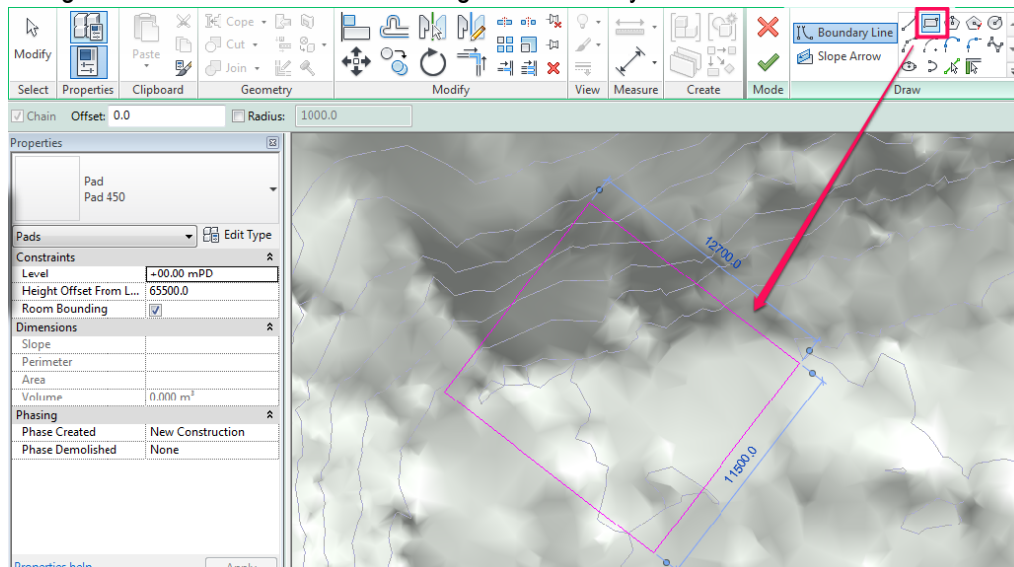 Modify
Paste
Cope
Cut
Join
Boundary Line
Slope Arrow
Select Properties Clipboard Geometry Modify View Measure Create Mode Draw
Chain Offset: 0.0 Radius: 1000.0
Properties
Pad
Pad 450
Pads Edit Type
Constraints
Level +00.00 mPD
Height Offset From L... 65500.0
Room Bounding
Dimensions
Slope
Perimeter
Area
Volume 0.000 m³
Phasing
Phase Created New Construction
Phase Demolished None
Properties help Apply
12700.0
11500.0